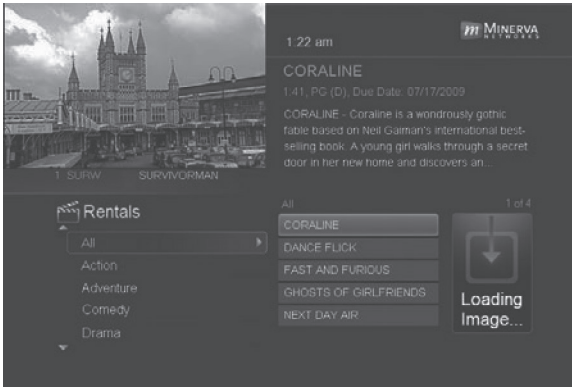 1:22 am
m MINERVA
NETWORKS
CORALINE
1:41, PG (D), Due Date: 07/17/2009
CORALINE - Coraline is a wondrously gothic
fable based on Neil Gaiman's international best-
selling book. A young girl walks through a secret
door in her new home and discovers an...
1 SURW SURVIVORMAN
Rentals
All
Action
Adventure
Comedy
Drama
All
1 of 4
CORALINE
DANCE FLICK
FAST AND FURIOUS
GHOSTS OF GIRLFRIENDS
NEXT DAY AIR
Loading
Image...